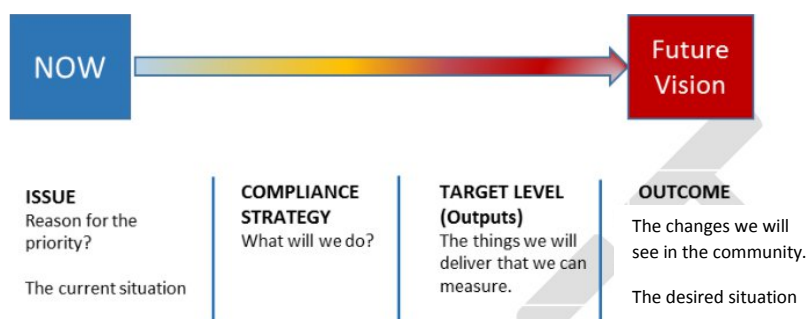 NOW
Future
Vision
ISSUE
Reason for the
priority?
The current situation
COMPLIANCE
STRATEGY
What will we do?
TARGET LEVEL
(Outputs)
The things we will
deliver that we can
measure.
OUTCOME
The changes we will
see in the community.
The desired situation